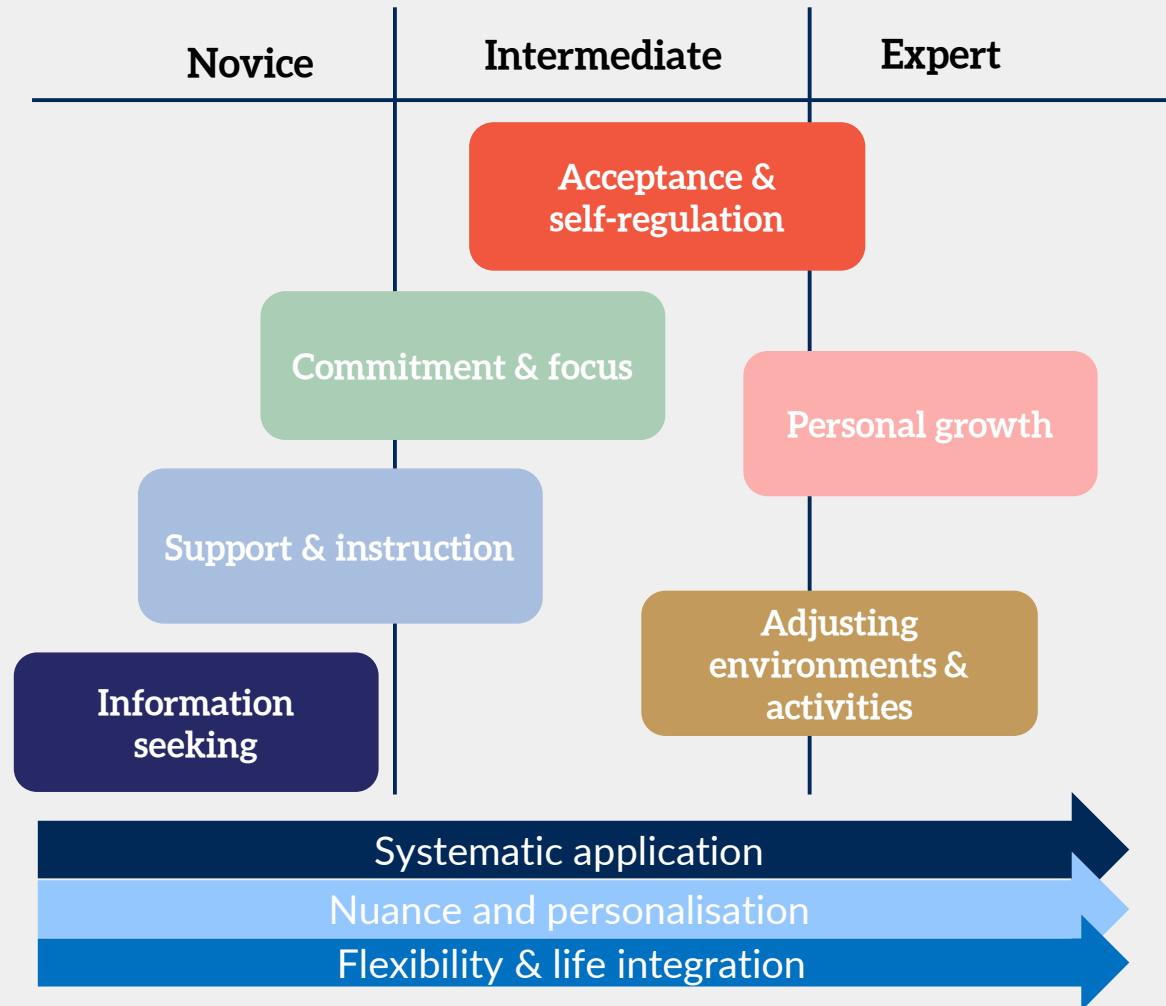 Novice
Intermediate
Expert
Acceptance &
self-regulation
Commitment & focus
Personal growth
Support & instruction
Adjusting
environments &
activities
Information
seeking
Systematic application
Nuance and personalisation
Flexibility & life integration